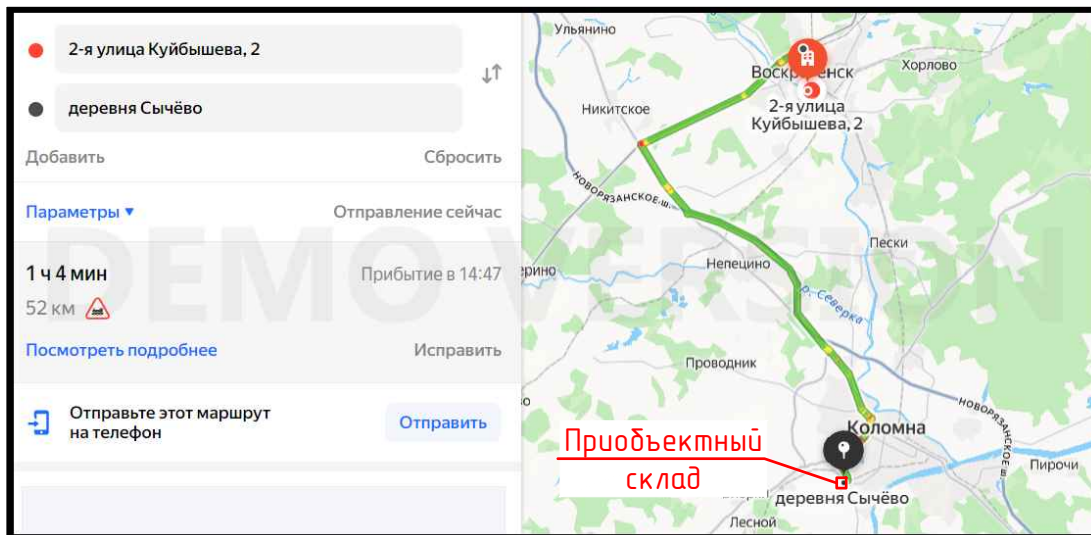 2-я улица Куйбышева, 2
деревня Сычёво
Добавить
Сбросить
Параметры ▾
Отправление сейчас
1 ч 4 мин
Прибытие в 14:47
52 км
Посмотреть подробнее
Исправить
Отправьте этот маршрут
на телефон
Отправить
DEMO VERSION
Ульянино
Воскресенск
Хорлово
2-я улица
Куйбышева, 2
Никитское
НОВОРЯЗАНСКОЕ Ш.
Пески
Непецино
р. Северка
Проводник
НОВОРЯЗАНСКОЕ Ш.
Коломна
Приобъектный
склад
Пирочи
деревня Сычёво
Лесной